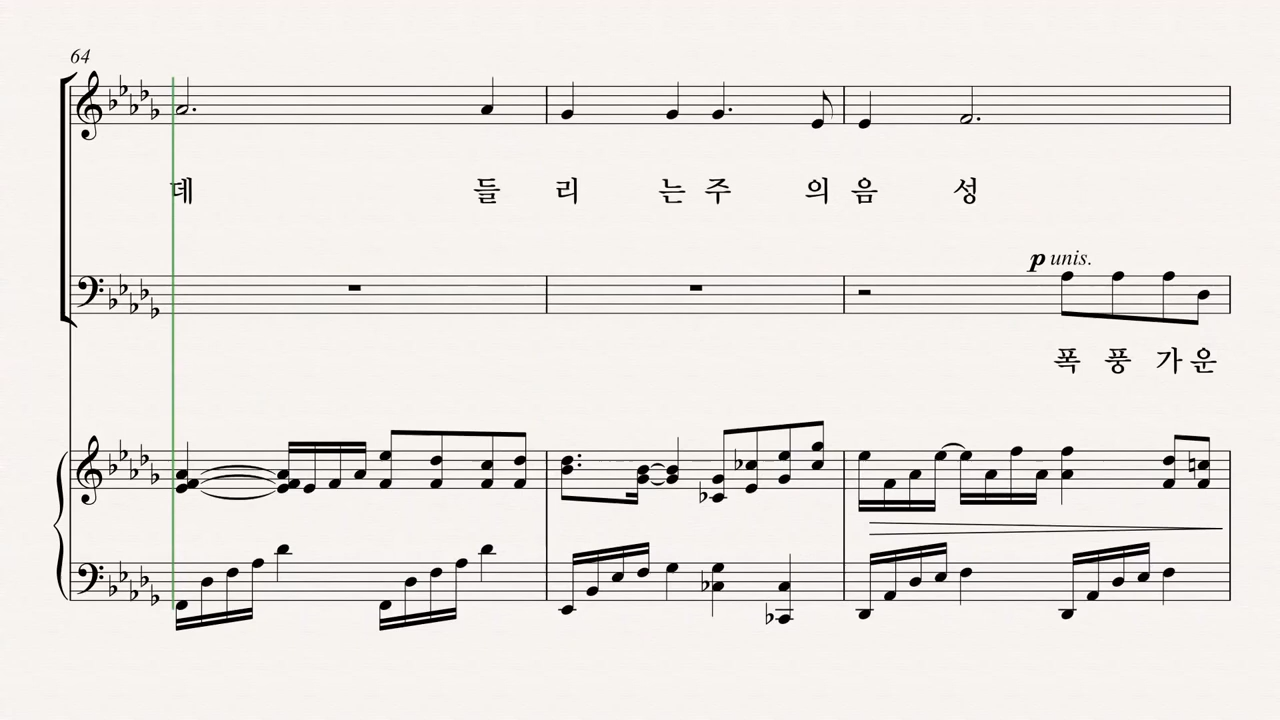 64
데 들 리 는 주 의 음 성
p unis.
폭 풍 가 운